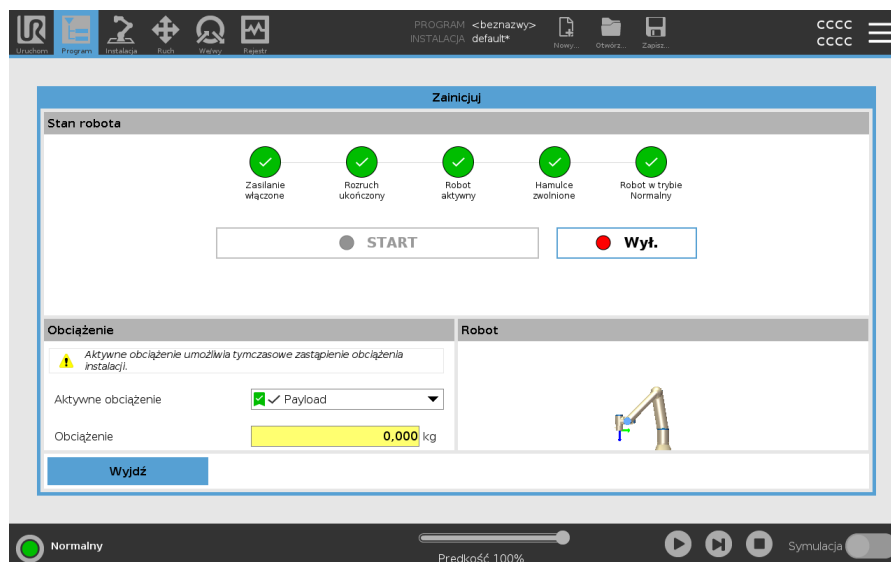 UR
PROGRAM <beznazwy>
INSTALACJA default*
CCCC
CCCC
Uruchom Program Instalacja Ruch We/wy Rejestr Nowy... Otwórz... Zapisz...
Zainicjuj
Stan robota
Zasilanie
włączone
Rozruch
ukończony
Robot
aktywny
Hamulce
zwolnione
Robot w trybie
Normalny
START
Wył.
Obciążenie
Aktywne obciążenie umożliwia tymczasowe zastąpienie obciążenia
instalacji.
Aktywne obciążenie Payload
Obciążenie 0,000 kg
Robot
Wyjdź
Normalny
Prędkość 100%
Symulacja